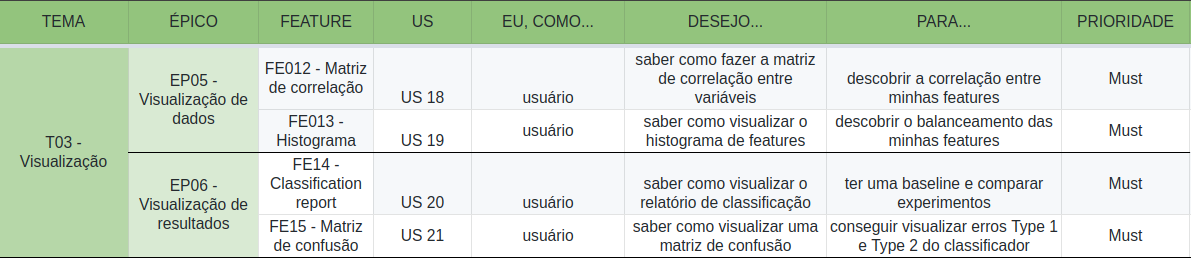 TEMA ÉPICO FEATURE US EU, COMO... DESEJO... PARA... PRIORIDADE
T03 -
Visualização
EP05 -
Visualização de
dados
FE012 - Matriz
de correlação
US 18
usuário
saber como fazer a matriz
de correlação entre
variáveis
descobrir a correlação entre
minhas features
Must
FE013 -
Histograma
US 19
usuário
saber como visualizar o
histograma de features
descobrir o balanceamento das
minhas features
Must
EP06 -
Visualização de
resultados
FE14 -
Classification
report
US 20
usuário
saber como visualizar o
relatório de classificação
ter uma baseline e comparar
experimentos
Must
FE15 - Matriz
de confusão
US 21
usuário
saber como visualizar uma
matriz de confusão
conseguir visualizar erros Type 1
e Type 2 do classificador
Must